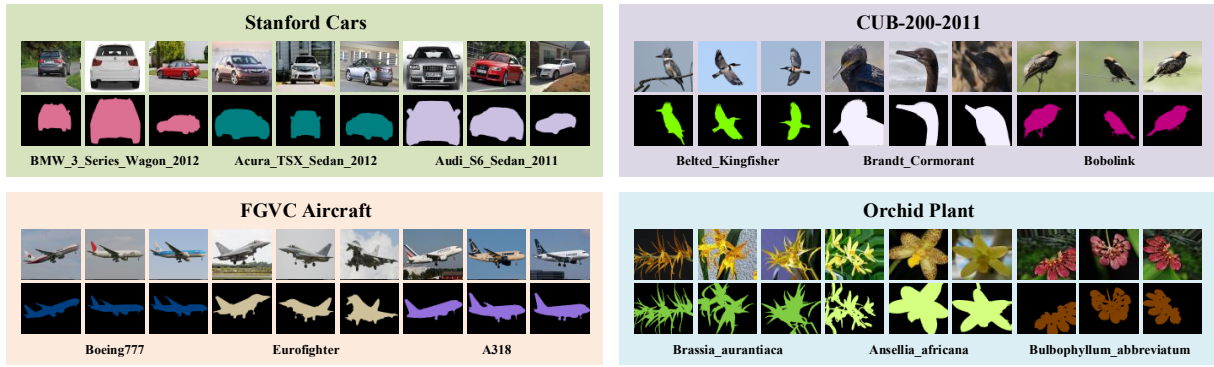 Stanford Cars
BMW_3_Series_Wagon_2012
Acura_TSX_Sedan_2012
Audi_S6_Sedan_2011
CUB-200-2011
Belted_Kingfisher
Brandt_Cormorant
Bobolink
FGVC Aircraft
Boeing777
Eurofighter
A318
Orchid Plant
Brassia_aurantiaca
Ansellia_africana
Bulbophyllum_abbreviatum